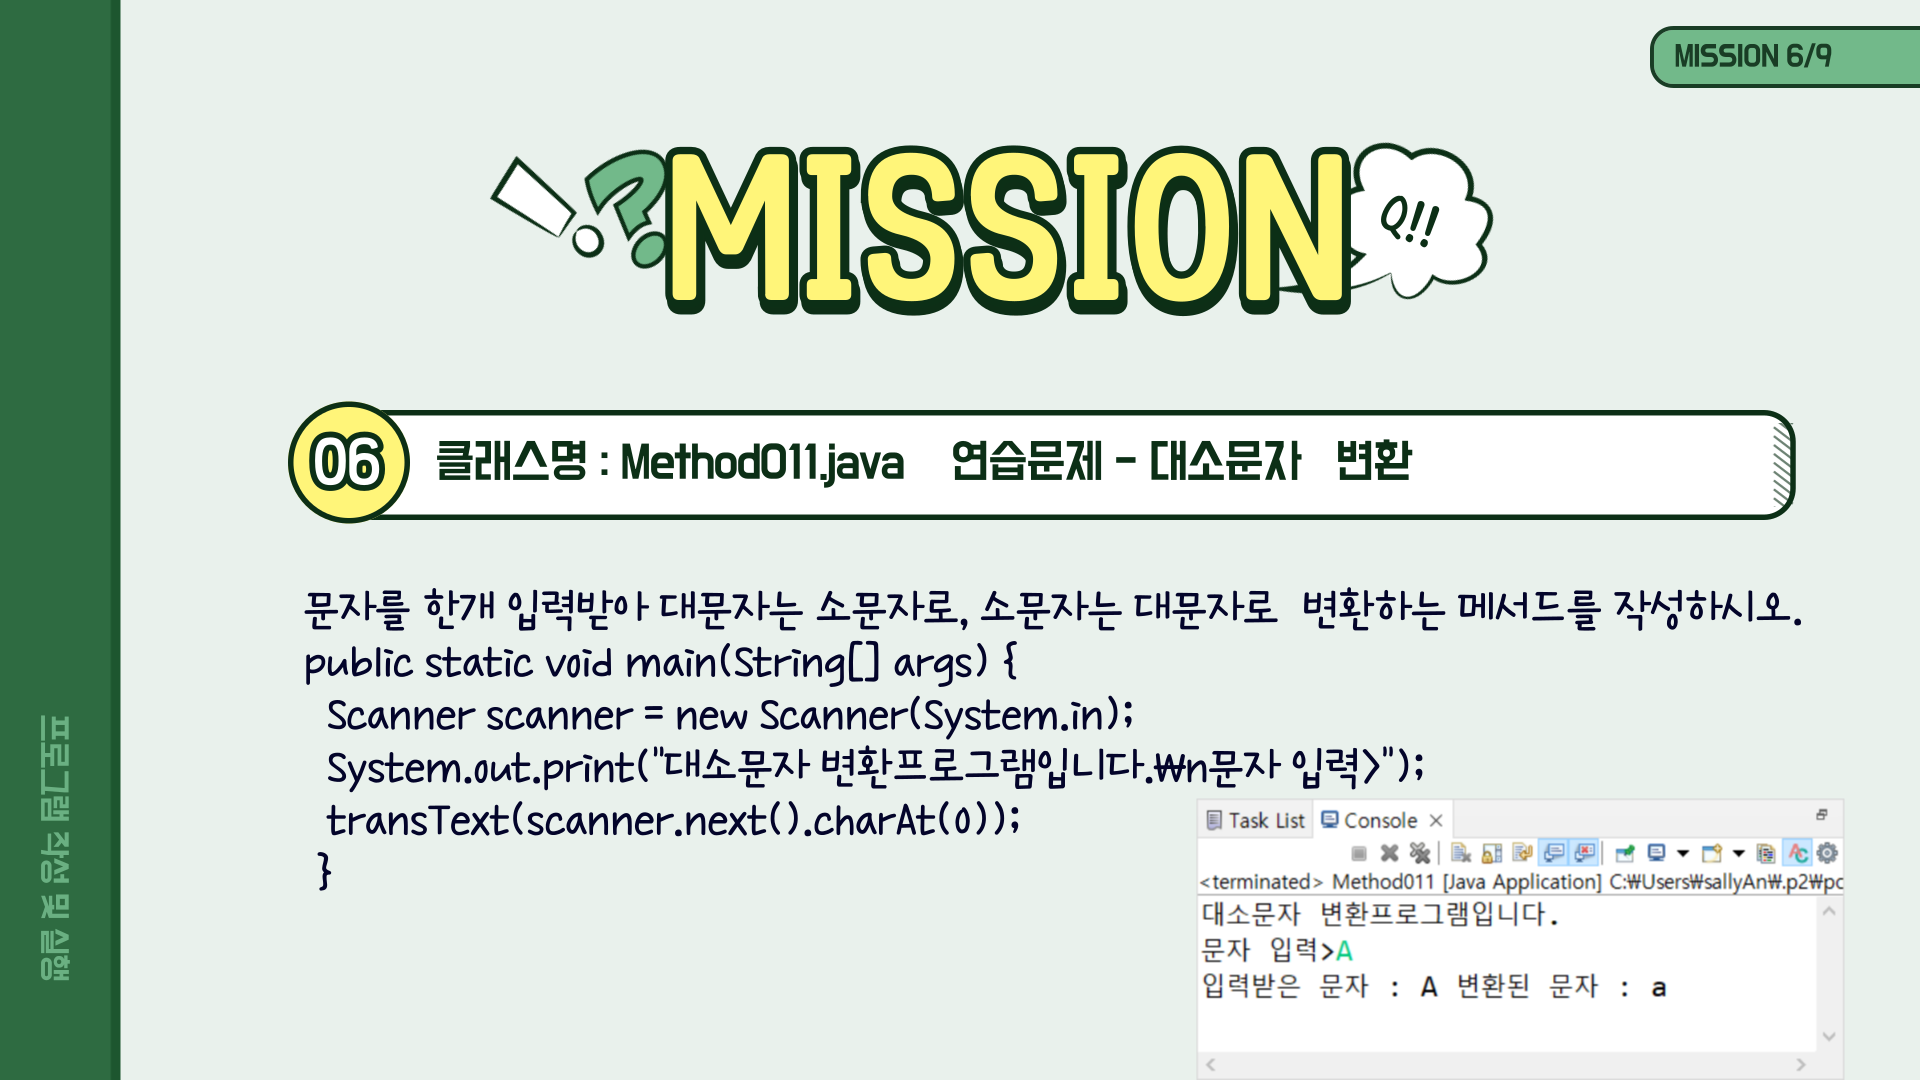 MISSION 6/9
MISSION
Q!!
06
클래스명 : Method011.java 연습문제 - 대소문자 변환
문자를 한개 입력받아 대문자는 소문자로, 소문자는 대문자로 변환하는 메서드를 작성하시오.
public static void main(String[] args) {
Scanner scanner = new Scanner(System.in);
System.out.print("대소문자 변환프로그램입니다.₩n문자 입력>");
transText(scanner.next().charAt(0));
}
Task List
Console
<terminated> Method011 [Java Application] C:₩Users₩sallyAn₩.p2₩pc
대소문자 변환프로그램입니다.
문자 입력>A
입력받은 문자 : A 변환된 문자 : a
프로그램 작성 및 실행